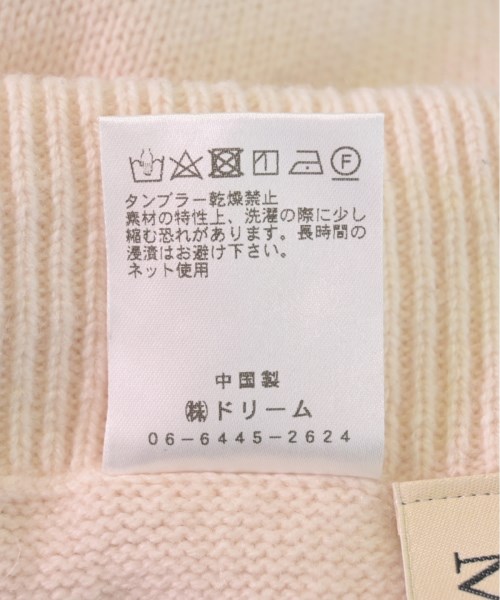 タンブラー乾燥禁止
素材の特性上、洗濯の際に少し
縮む恐れがあります。長時間の
浸漬はお避け下さい。
ネット使用
中国製
㈱ドリーム
06-6445-2624